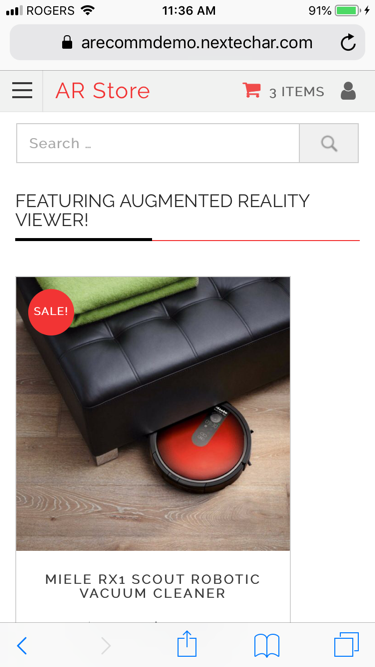 ROGERS 11:36 AM 91%
arecommdemo.nextechar.com
AR Store 3 ITEMS
Search ...
FEATURING AUGMENTED REALITY
VIEWER!
SALE!
MIELE RX1 SCOUT ROBOTIC
VACUUM CLEANER